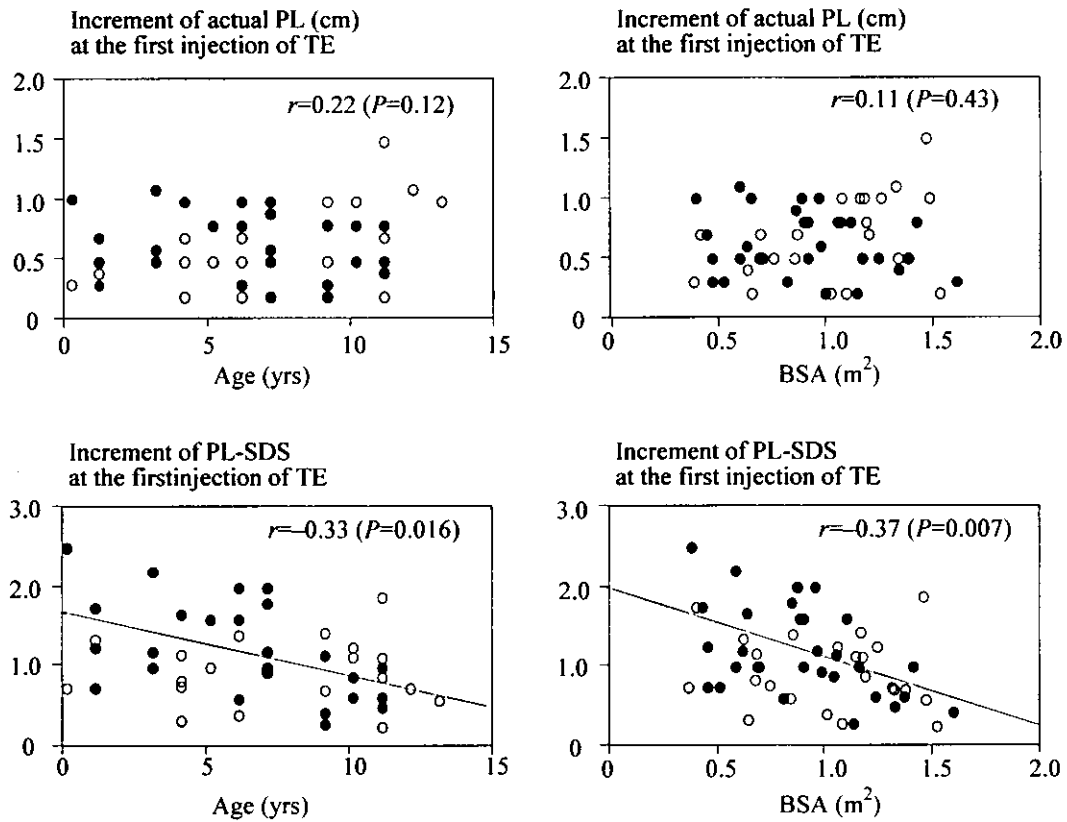 Increment of actual PL (cm)
at the first injection of TE
r=0.22 (P=0.12)
2.0
1.5
1.0
0.5
0
0
5
10
15
Age (yrs)
Increment of actual PL (cm)
at the first injection of TE
r=0.11 (P=0.43)
2.0
1.5
1.0
0.5
0
0
0.5
1.0
1.5
2.0
BSA (m²)
Increment of PL-SDS
at the firstinjection of TE
r=–0.33 (P=0.016)
3.0
2.0
1.0
0
0
5
10
15
Age (yrs)
Increment of PL-SDS
at the first injection of TE
r=–0.37 (P=0.007)
3.0
2.0
1.0
0
0.5
1.0
1.5
2.0
BSA (m²)